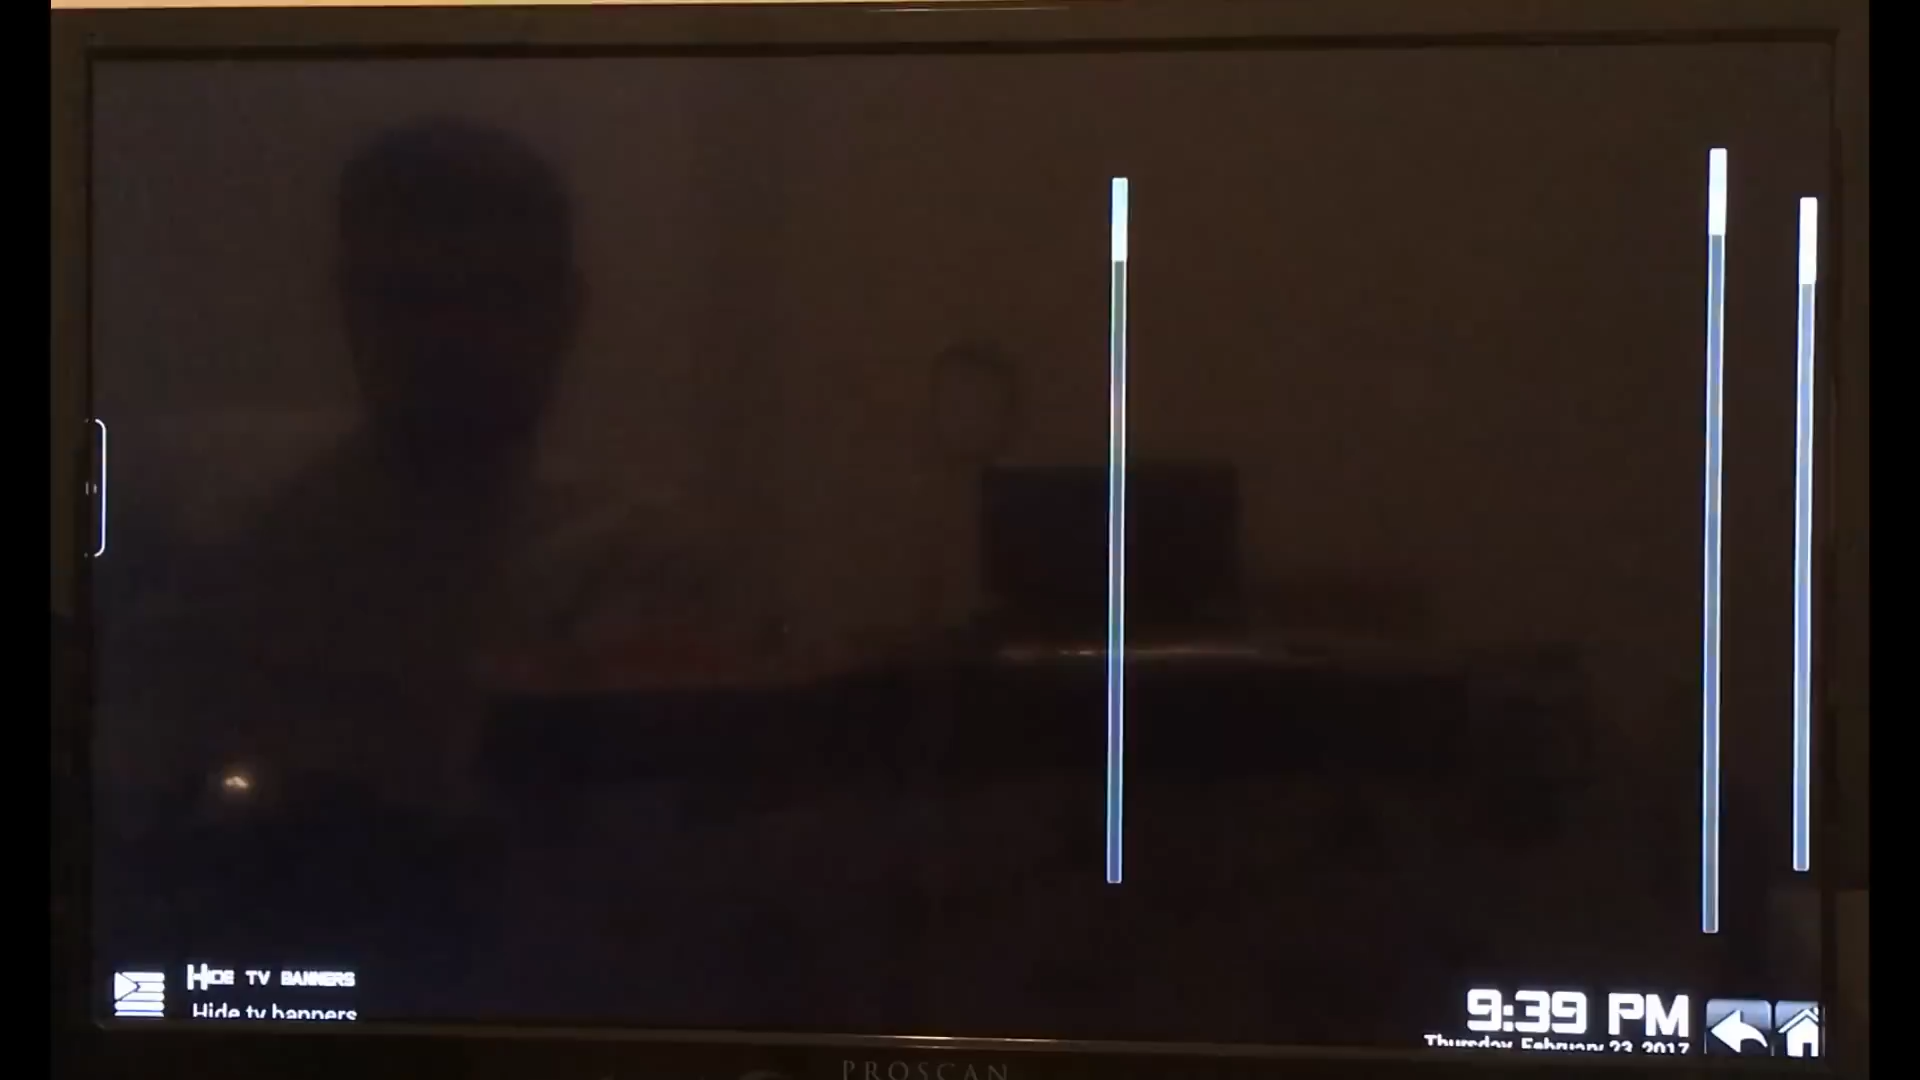 HIDE TV BANNERS
Hide tv banners
9:39 PM
Thursday, February 23, 2017
PROSCAN